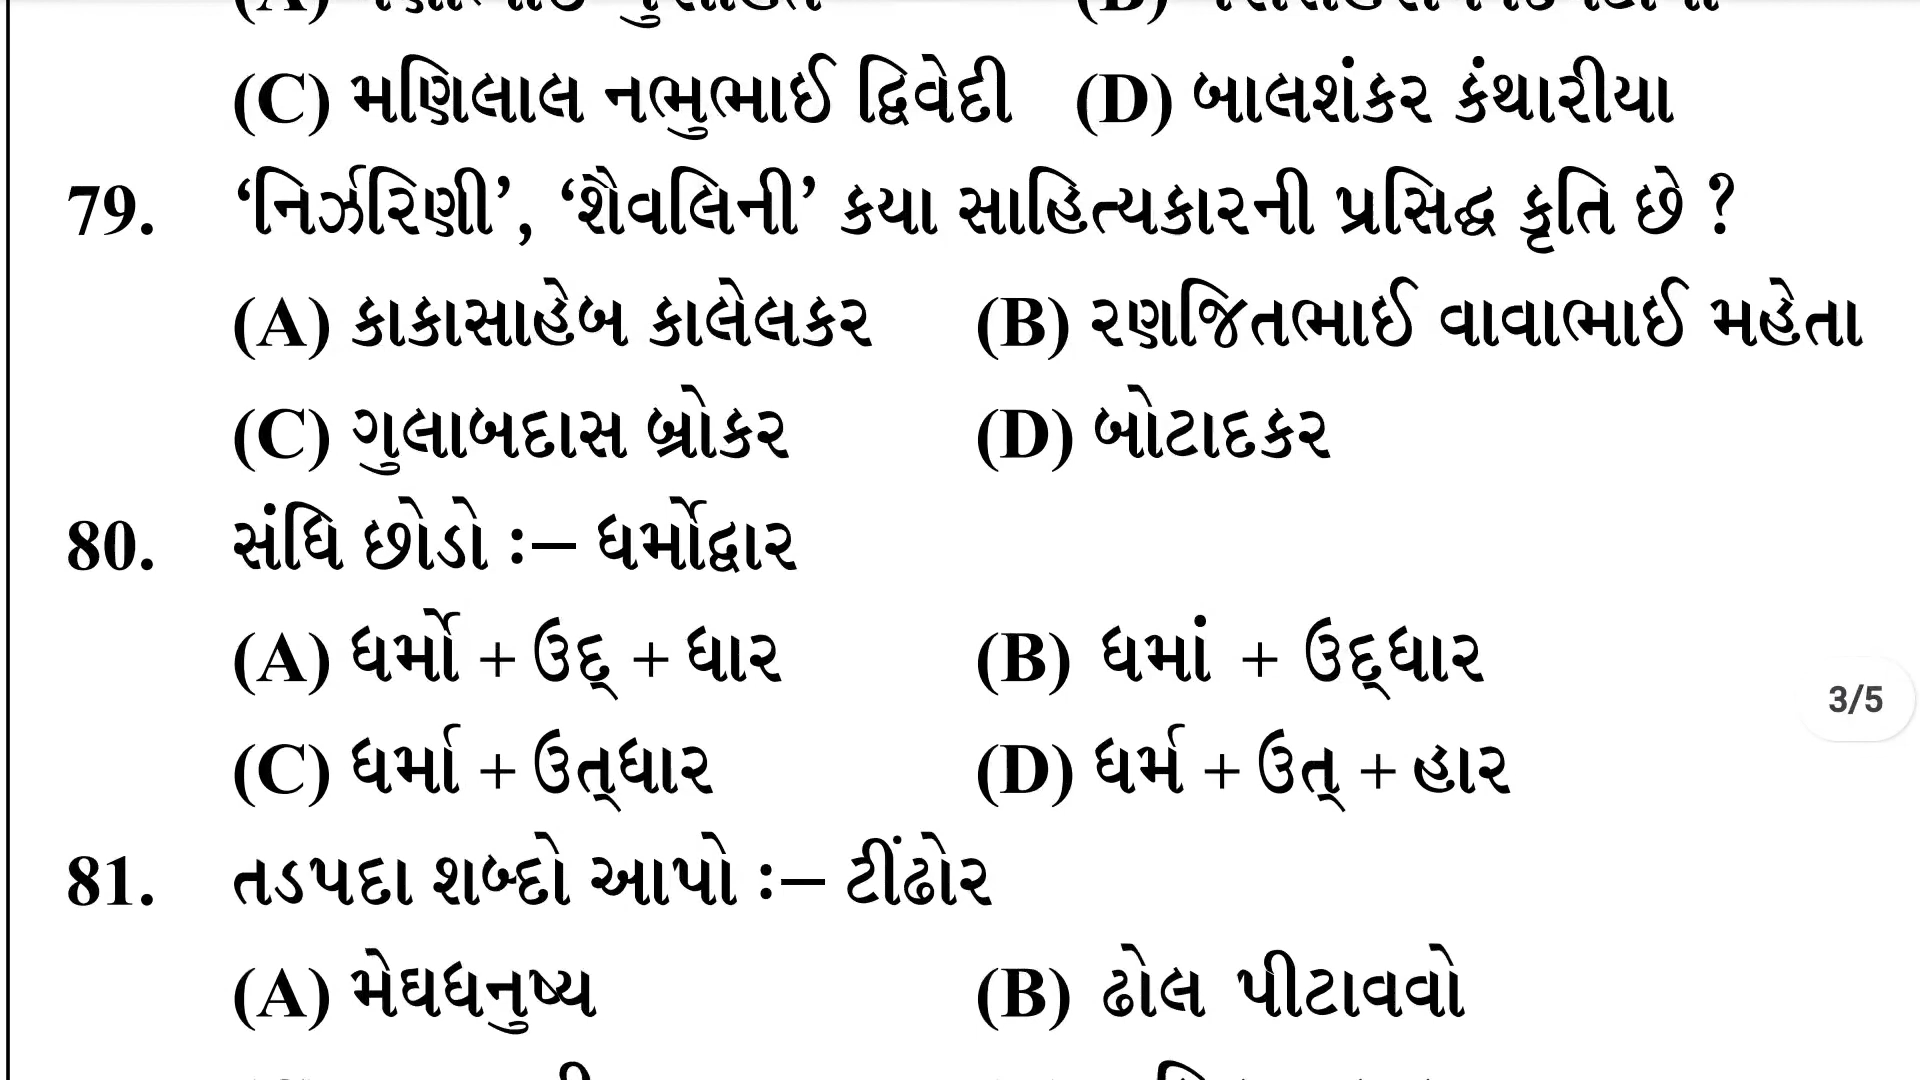 (C) મણિલાલ નભુભાઈ દ્વિવેદી (D) બાલશંકર કંથારીયા
79. ‘નિર્ઝરિણી’, ‘શૈવલિની’ કયા સાહિત્યકારની પ્રસિદ્ધ કૃતિ છે ?
(A) કાકાસાહેબ કાલેલકર (B) રણજિતભાઈ વાવાભાઈ મહેતા
(C) ગુલાબદાસ બ્રોકર (D) બોટાદકર
80. સંધિ છોડો :– ધર્મોદ્વાર
(A) ધર્મો + ઉદ્ + ધાર (B) ધમાં + ઉદ્‌ધાર
3/5
(C) ધર્મા + ઉત્‌ધાર (D) ધર્મ + ઉત્ + હાર
81. તડપદા શબ્દો આપો :– ટીંઢોર
(A) મેઘધનુષ્ય (B) ઢોલ પીટાવવો